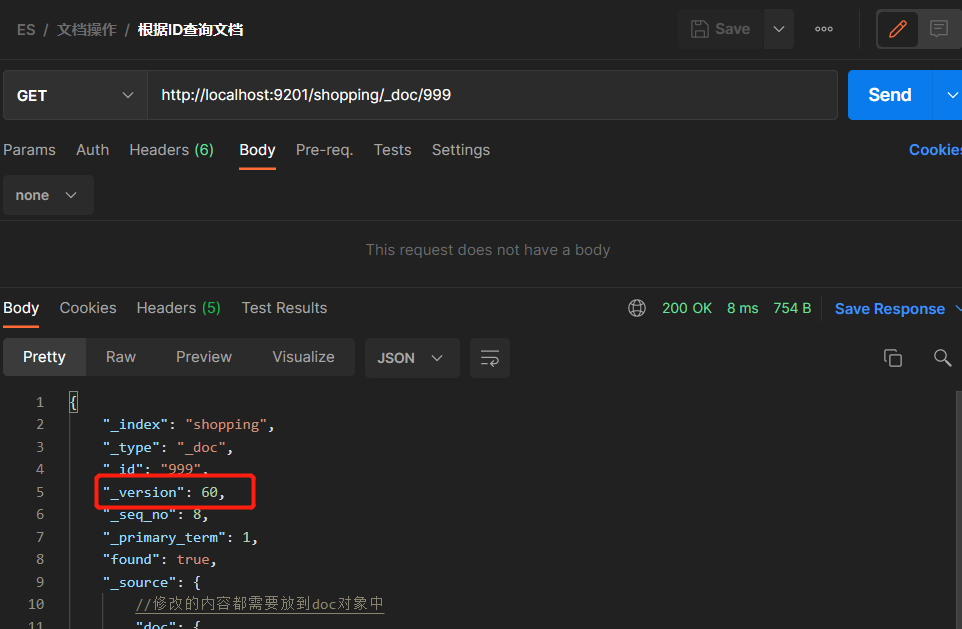 ES / 文档操作 / 根据ID查询文档
Save
GET
http://localhost:9201/shopping/_doc/999
Send
Params Auth Headers (6) Body Pre-req. Tests Settings Cookies
none
This request does not have a body
Body Cookies Headers (5) Test Results 200 OK 8 ms 754 B Save Response
Pretty Raw Preview Visualize JSON
1 {
2 "_index": "shopping",
3 "_type": "_doc",
4 "_id": "999",
5 "_version": 60,
6 "_seq_no": 8,
7 "_primary_term": 1,
8 "found": true,
9 "_source": {
10 //修改的内容都需要放到doc对象中
11 "doc": {